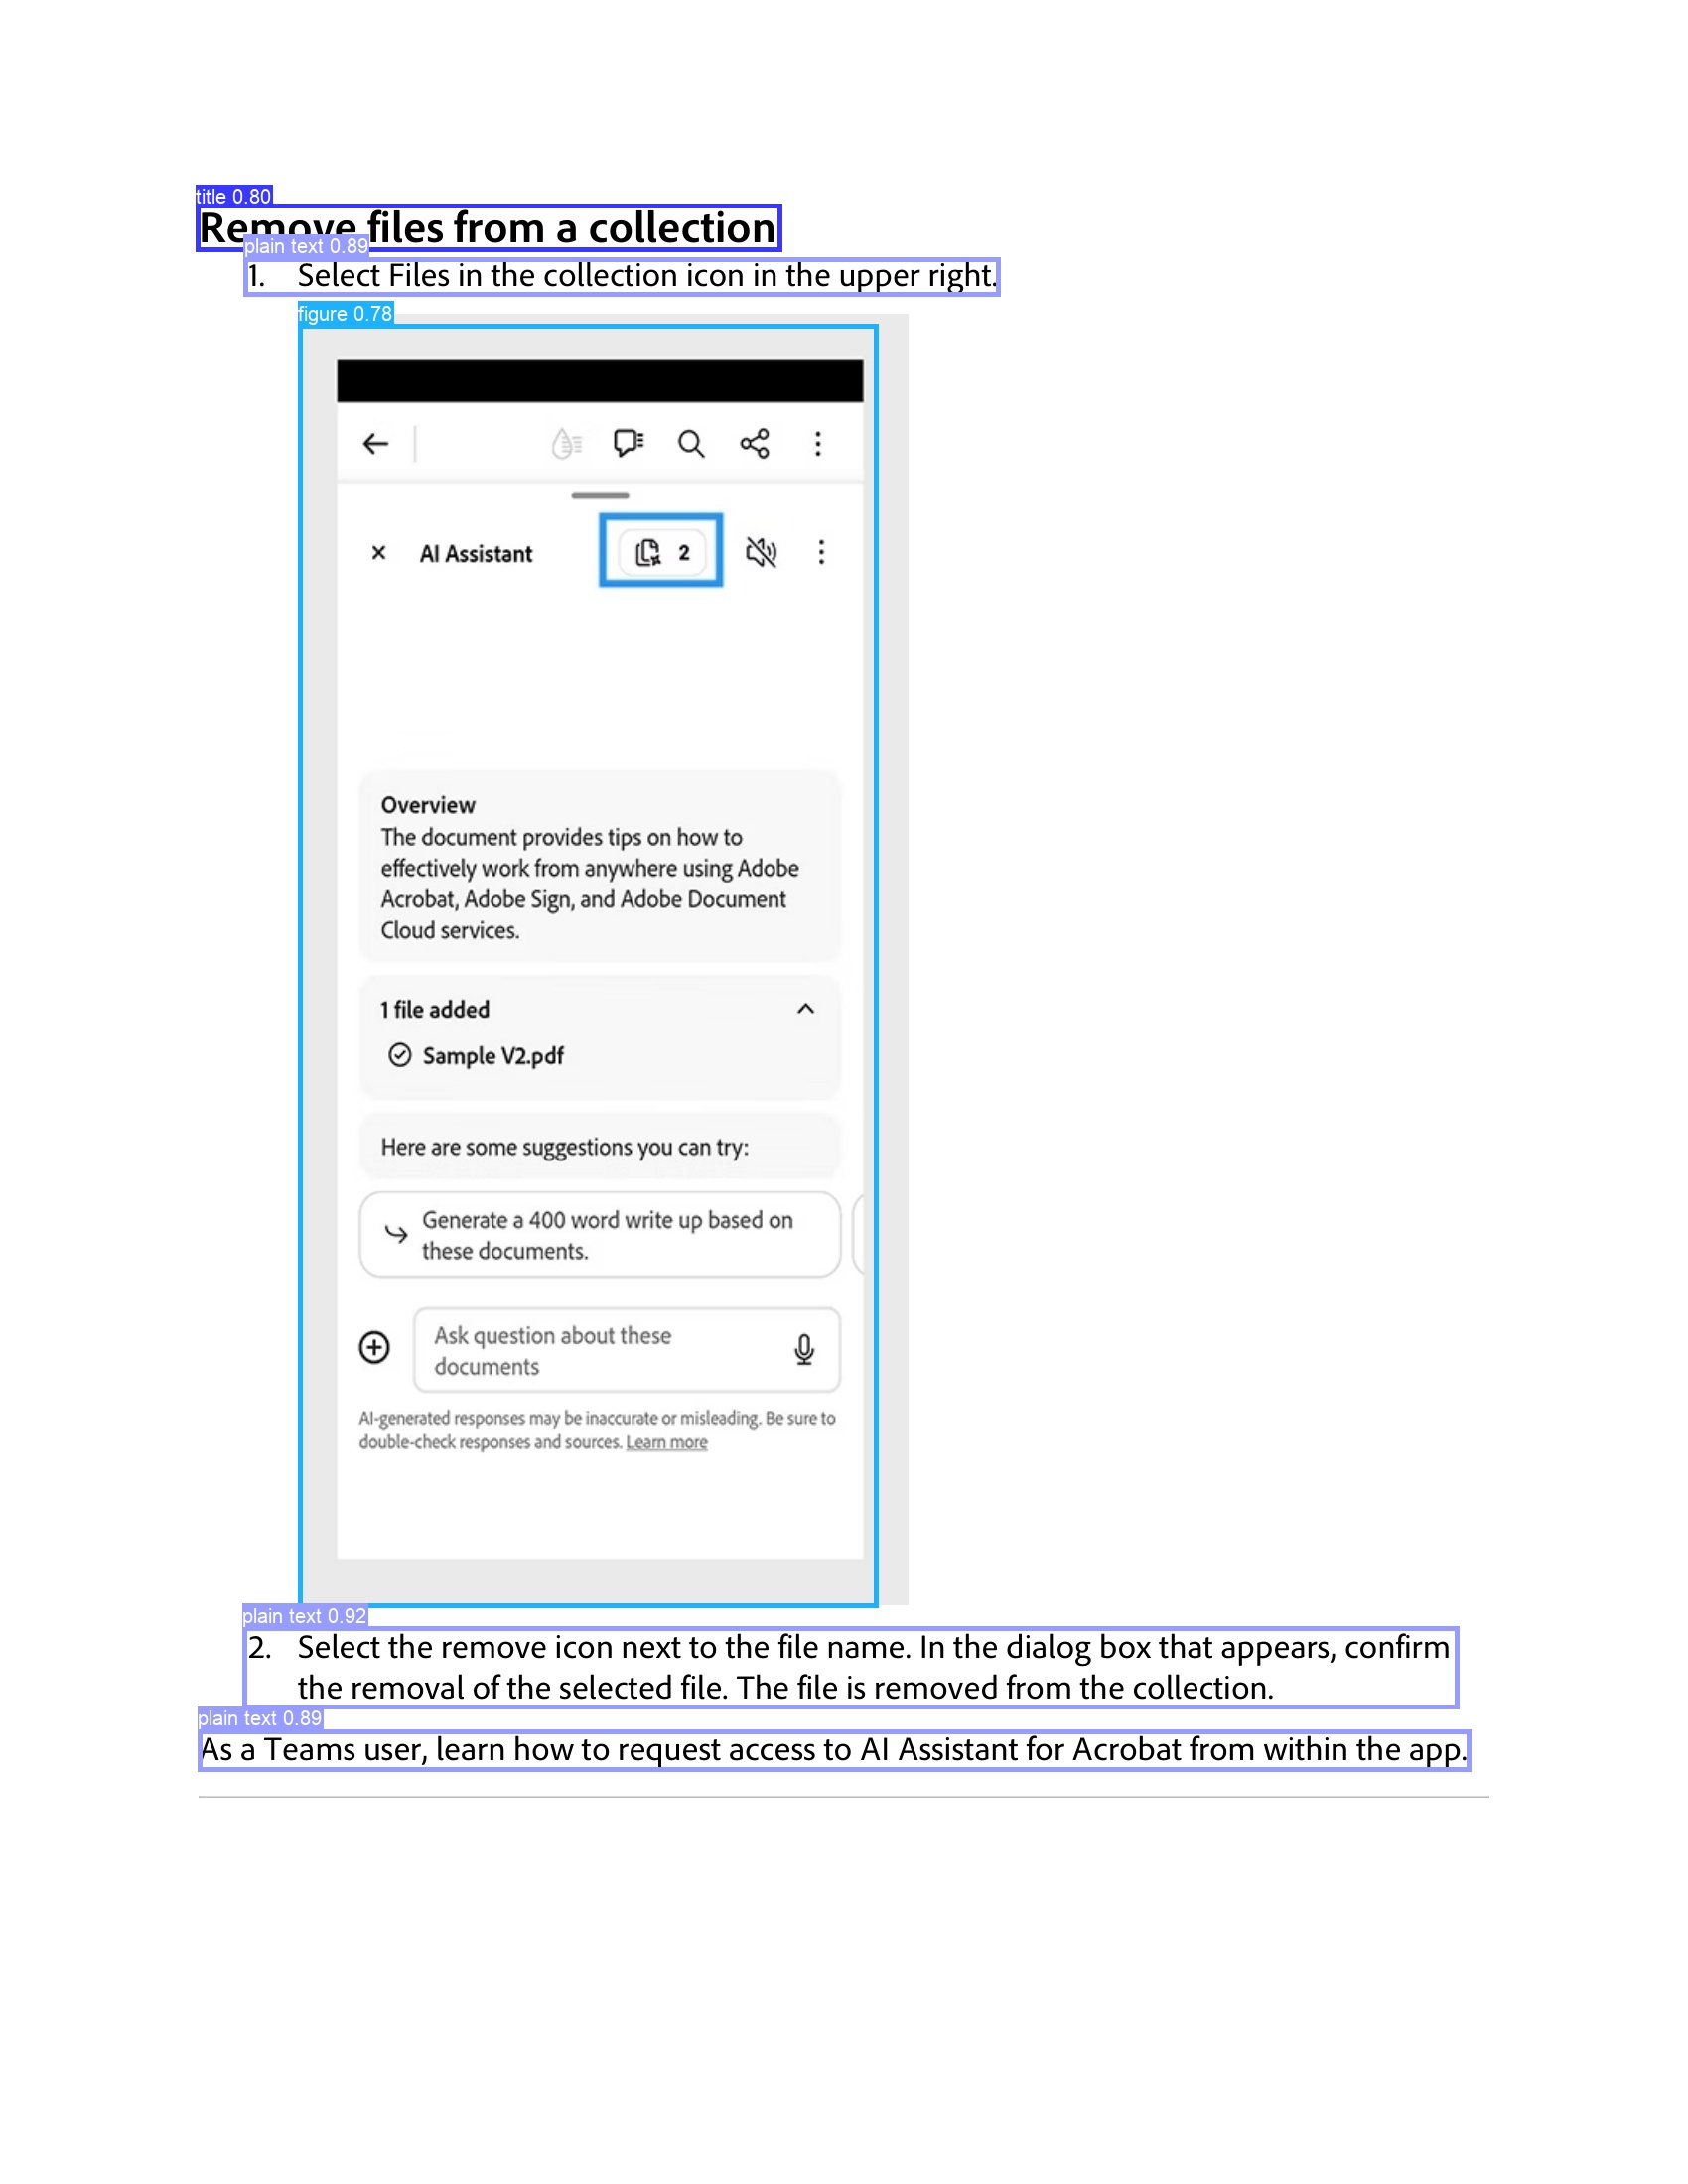 title 0.80
Remove files from a collection
plain text 0.89
1. Select Files in the collection icon in the upper right.
figure 0.78
AI Assistant
2
Overview
The document provides tips on how to
effectively work from anywhere using Adobe
Acrobat, Adobe Sign, and Adobe Document
Cloud services.
1 file added
Sample V2.pdf
Here are some suggestions you can try:
Generate a 400 word write up based on
these documents.
Ask question about these
documents
AI-generated responses may be inaccurate or misleading. Be sure to
double-check responses and sources. Learn more
plain text 0.92
2. Select the remove icon next to the file name. In the dialog box that appears, confirm
the removal of the selected file. The file is removed from the collection.
plain text 0.89
As a Teams user, learn how to request access to AI Assistant for Acrobat from within the app.